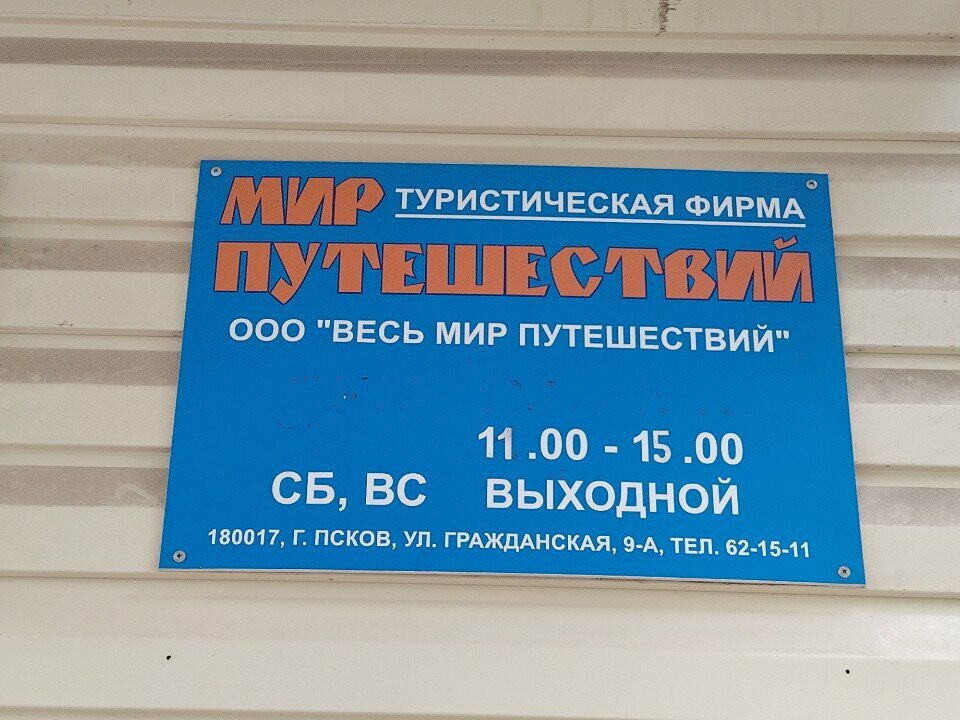 МИР ТУРИСТИЧЕСКАЯ ФИРМА
ПУТЕШЕСТВИЙ
ООО "ВЕСЬ МИР ПУТЕШЕСТВИЙ"
11.00 - 15.00
СБ, ВС ВЫХОДНОЙ
180017, Г. ПСКОВ, УЛ. ГРАЖДАНСКАЯ, 9-А, ТЕЛ. 62-15-11